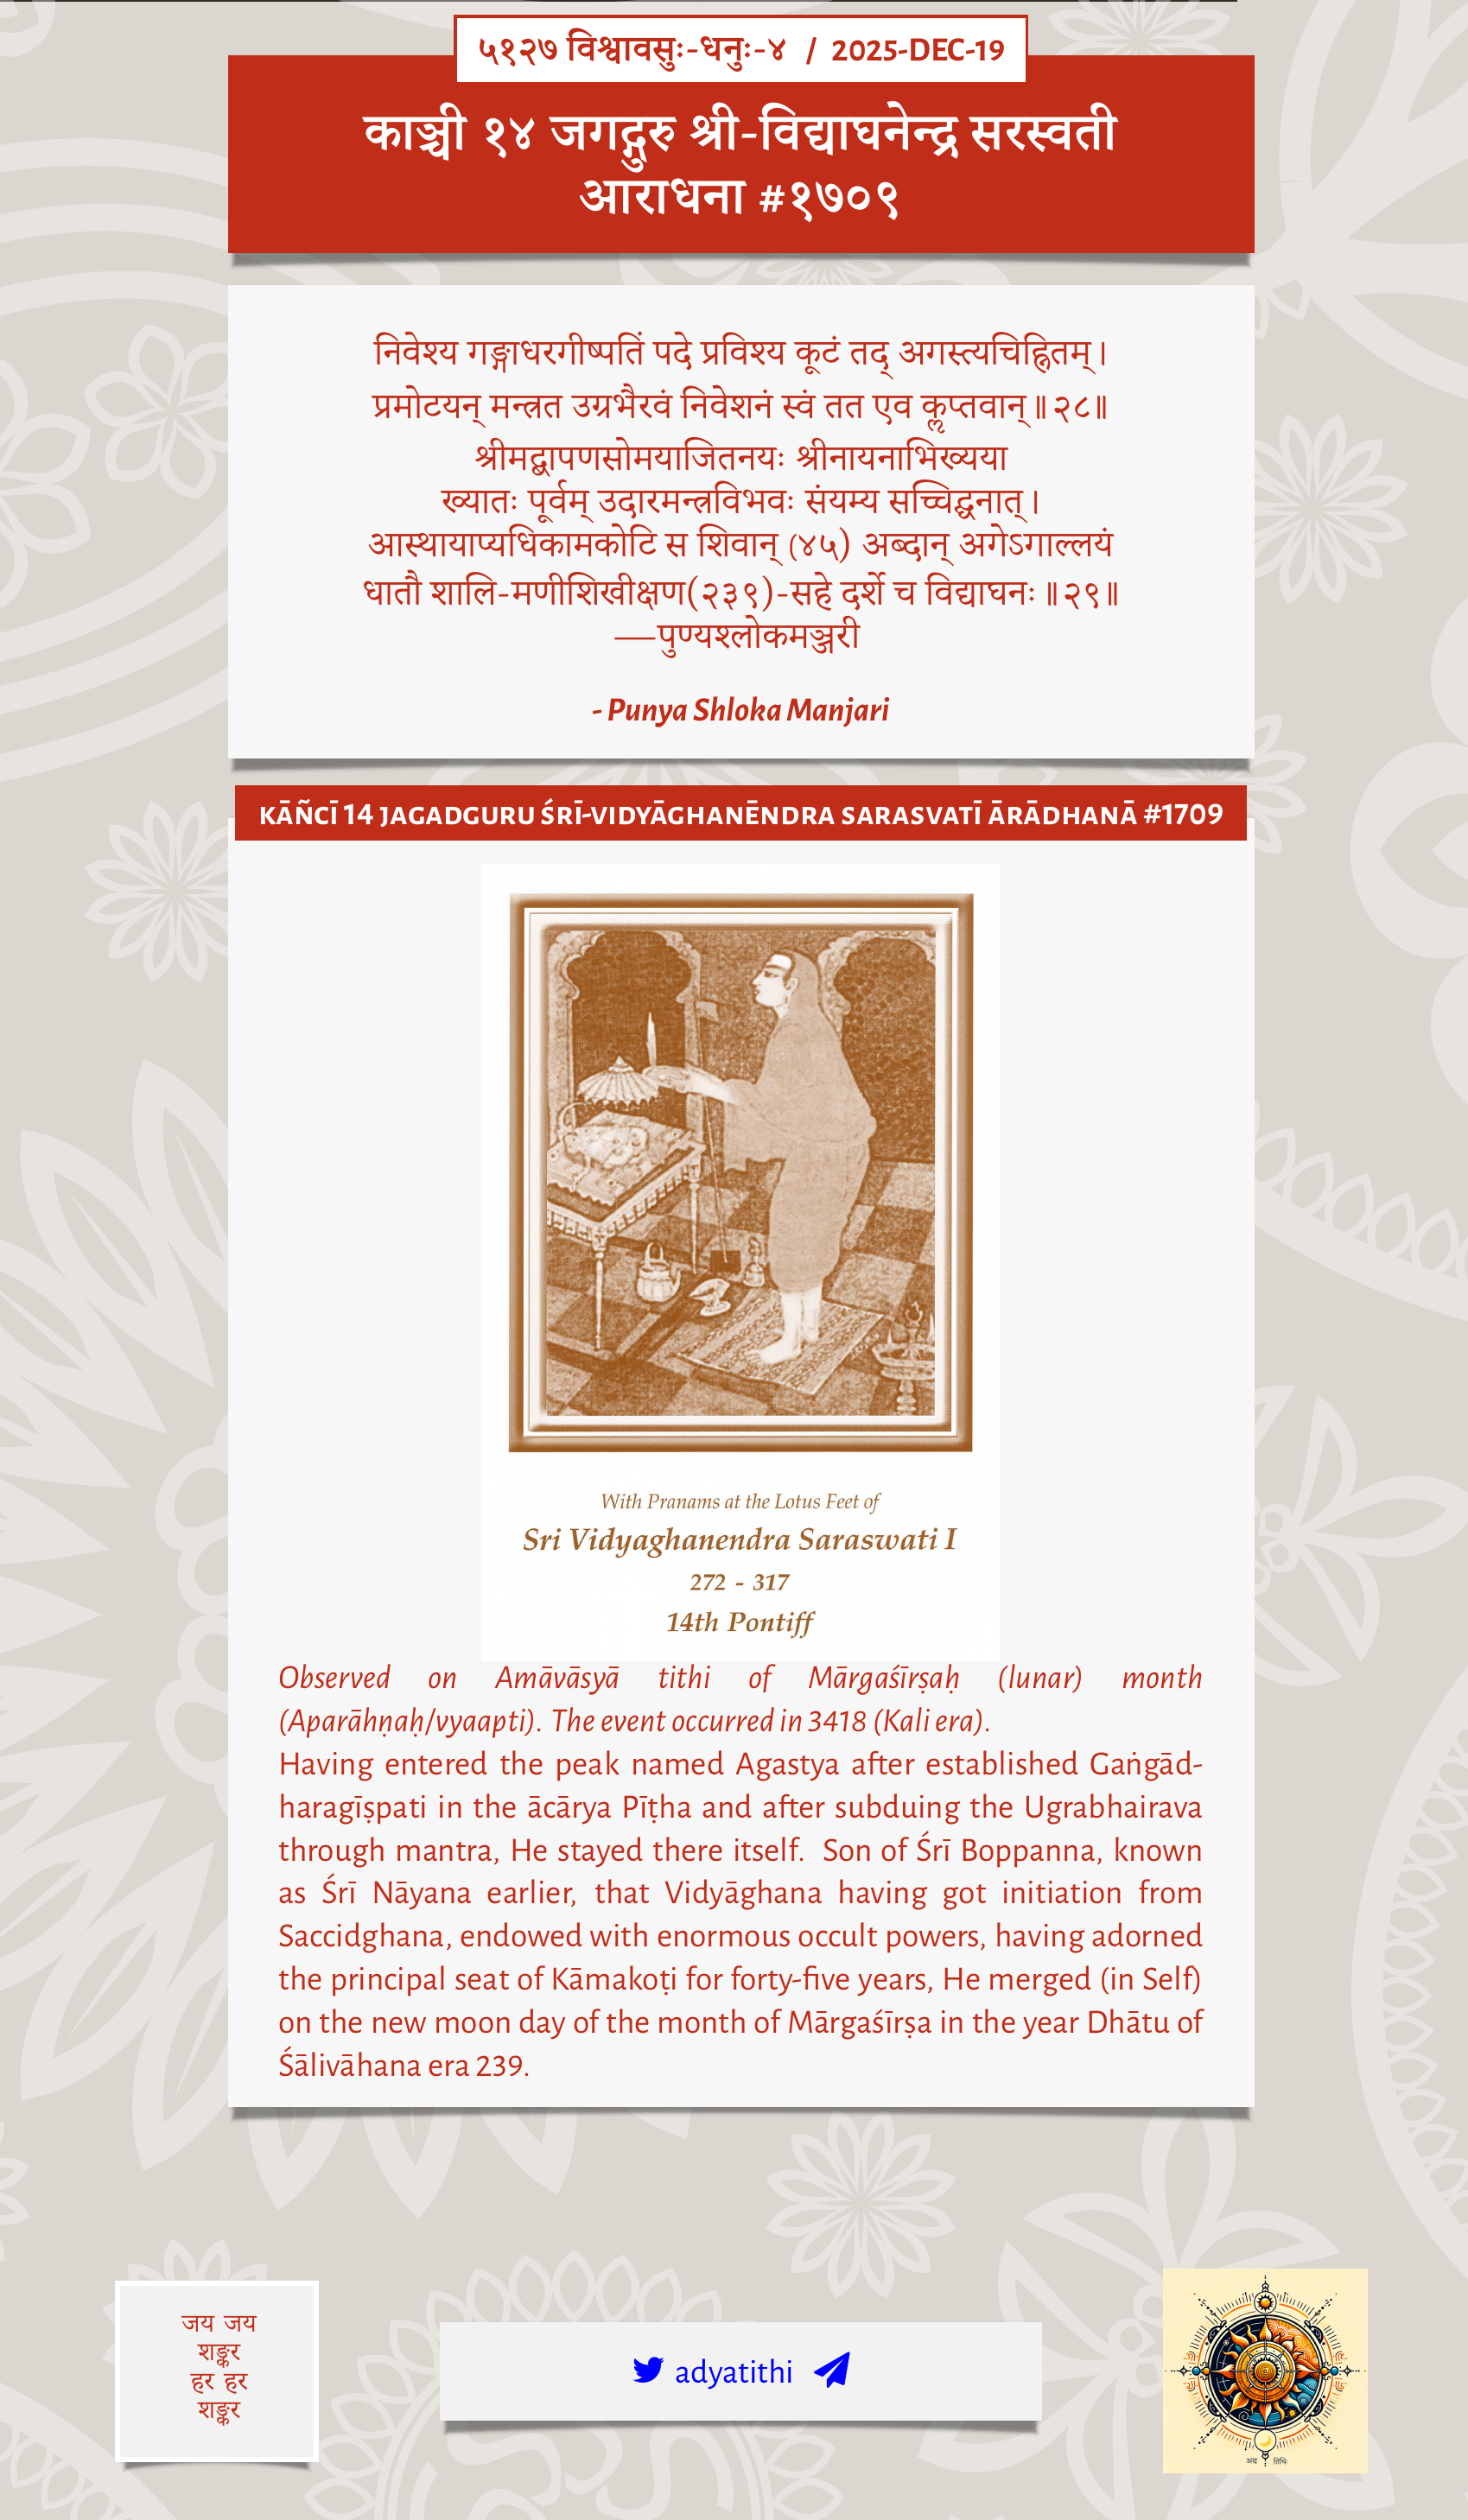 ५१२७ विश्वावसुः-धनुः-४ / 2025-DEC-19
काञ्ची १४ जगद्गुरु श्री-विद्याघनेन्द्र सरस्वती
आराधना #१७०९
निवेश्य गङ्गाधरगीष्पतिं पदे प्रविश्य कूटं तद् अगस्त्यचिह्नितम्।
प्रमोटयन् मन्त्रत उग्रभैरवं निवेशनं स्वं तत एव कॢप्तवान्॥२८॥
श्रीमद्बापणसोमयाजितनयः श्रीनायनाभिख्यया
ख्यातः पूर्वम् उदारमन्त्रविभवः संयम्य सच्चिद्घनात्।
आस्थायाप्यधिकामकोटि स शिवान् (४५) अब्दान् अगेऽगाल्लयं
धातौ शालि-मणीशिखीक्षण(२३९)-सहे दर्शे च विद्याघनः॥२९॥
—पुण्यश्लोकमञ्जरी
- Punya Shloka Manjari
KĀÑCĪ 14 JAGADGURU ŚRĪ-VIDYĀGHANĒNDRA SARASVATĪ ĀRĀDHANĀ #1709
With Pranams at the Lotus Feet of
Sri Vidyaghanendra Saraswati I
272 - 317
14th Pontiff
Observed on Amāvāsyā tithi of Mārgaśīrṣaḥ (lunar) month
(Aparāhṇaḥ/vyaapti). The event occurred in 3418 (Kali era).
Having entered the peak named Agastya after established Gaṅgād-
haragīṣpati in the ācārya Pīṭha and after subduing the Ugrabhairava
through mantra, He stayed there itself. Son of Śrī Boppanna, known
as Śrī Nāyana earlier, that Vidyāghana having got initiation from
Saccidghana, endowed with enormous occult powers, having adorned
the principal seat of Kāmakoṭi for forty-five years, He merged (in Self)
on the new moon day of the month of Mārgaśīrṣa in the year Dhātu of
Śālivāhana era 239.
जय जय
शङ्कर
हर हर
शङ्कर
adyatithi
अद्य तिथिः